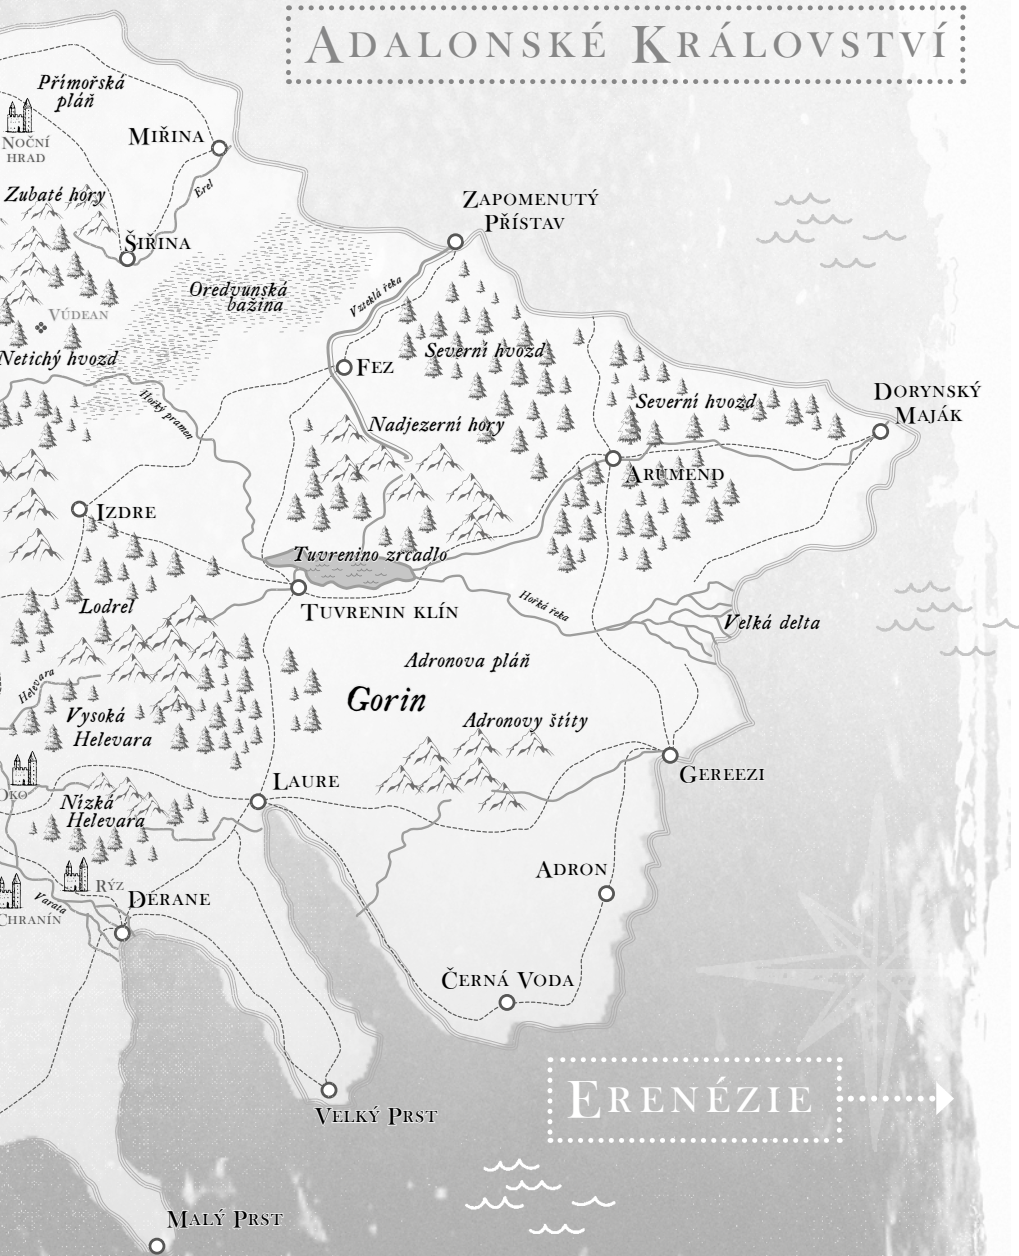 Adalonské Království
Přímořská
pláň
Noční
hrad
Miřina
Zubaté hory
Erel
Zapomenutý
Přístav
Šiřina
Oredvunská
bažina
Vzteklá řeka
Vúdean
Netichý hvozd
Fez
Severní hvozd
Hořký pramen
Nadjezerní hory
Severní hvozd
Dorynský
Maják
Arumend
Izdre
Tuvrenino zrcadlo
Tuvrenin klín
Lodrel
Hořká řeka
Velká delta
Adronova pláň
Helevara
Gorin
Vysoká
Helevara
Adronovy štíty
Oko
Laure
Gereezi
Nízká
Helevara
Rýz
Adron
Derane
Varata
Chranín
Černá Voda
Erenézie
Velký Prst
Malý Prst